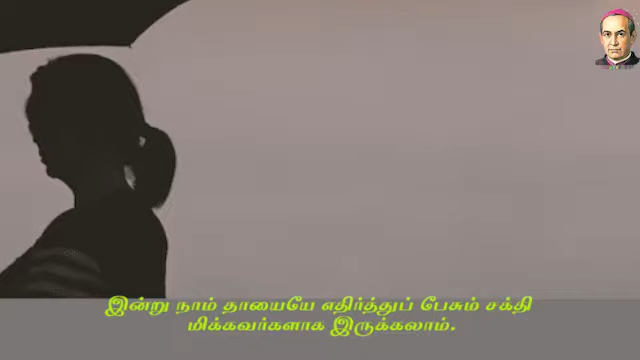 இன்று நாம் தாயையே எதிர்த்துப் பேசும் சக்தி
மிக்கவர்களாக இருக்கலாம்.